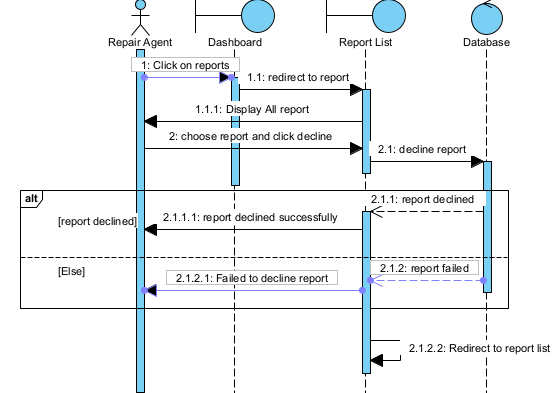 Repair Agent
Dashboard
Report List
Database
1: Click on reports
1.1: redirect to report
1.1.1: Display All report
2: choose report and click decline
2.1: decline report
alt
2.1.1: report declined
[report declined]
2.1.1.1: report declined successfully
[Else]
2.1.2: report failed
2.1.2.1: Failed to decline report
2.1.2.2: Redirect to report list